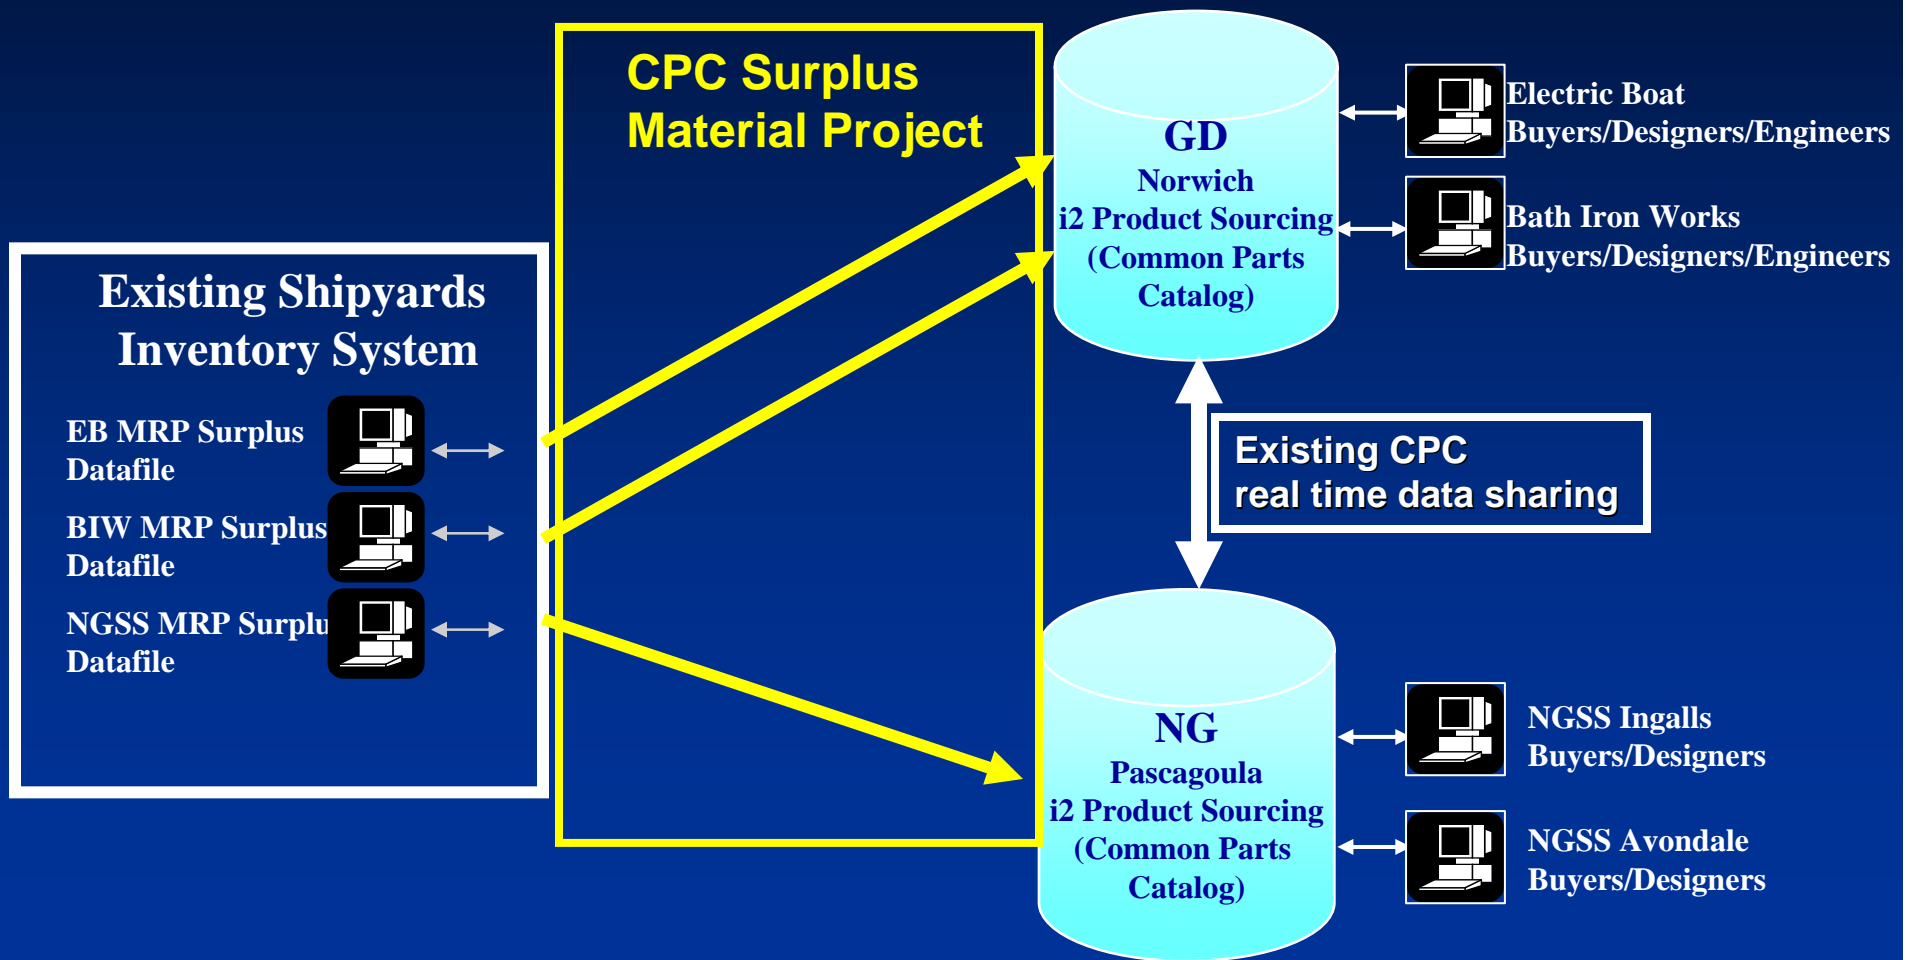 CPC Surplus
Material Project
Existing Shipyards
Inventory System
EB MRP Surplus
Datafile
BIW MRP Surplus
Datafile
NGSS MRP Surplu
Datafile
GD
Norwich
i2 Product Sourcing
(Common Parts
Catalog)
Electric Boat
Buyers/Designers/Engineers
Bath Iron Works
Buyers/Designers/Engineers
Existing CPC
real time data sharing
NG
Pascagoula
i2 Product Sourcing
(Common Parts
Catalog)
NGSS Ingalls
Buyers/Designers
NGSS Avondale
Buyers/Designers